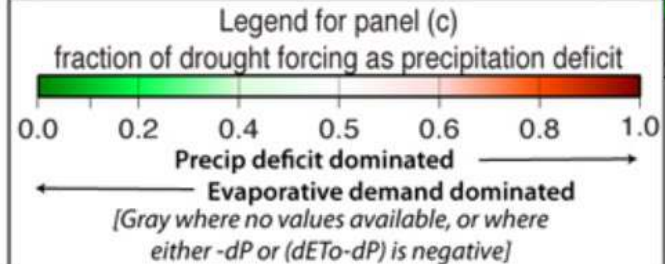 Legend for panel (c)
fraction of drought forcing as precipitation deficit
0.0 0.2 0.4 0.5 0.6 0.8 1.0
Precip deficit dominated
Evaporative demand dominated
[Gray where no values available, or where
either -dP or (dETo-dP) is negative]